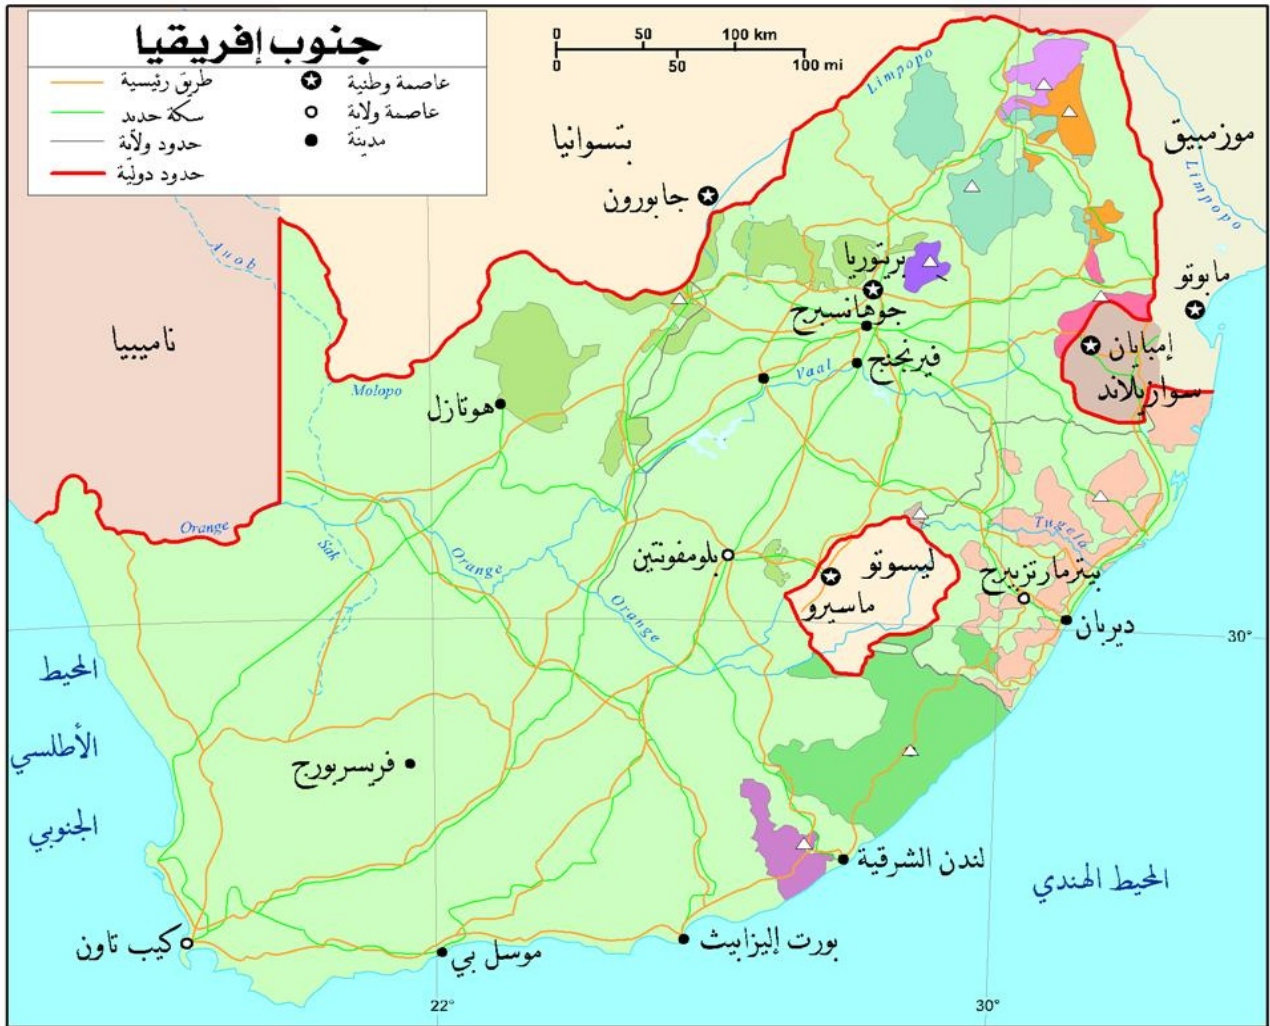 جنوب إفريقيا
طريق رئيسية
سكة حديد
حدود ولاية
حدود دولية
عاصمة وطنية
عاصمة ولاية
مدينة
0 50 100 km
0 50 100 mi
Limpopo
موزمبيق
بتسوانيا
Limpopo
جابورون
Auob
بريتوريا
مابوتو
جوهانسبرج
ناميبيا
إمبابان
فيرنجنج
Vaal
سوازيلاند
Molopo
هوتازل
Orange
Sak
Orange
Tugela
بلومفونتين
ليسوتو
بيترمارتزبيرج
ماسيرو
Orange
ديربان
30°
المحيط
الأطلسي
الجنوبي
فريسربورج
لندن الشرقية
المحيط الهندي
كيب تاون
موسل بي
بورت إليزابيث
22°
30°